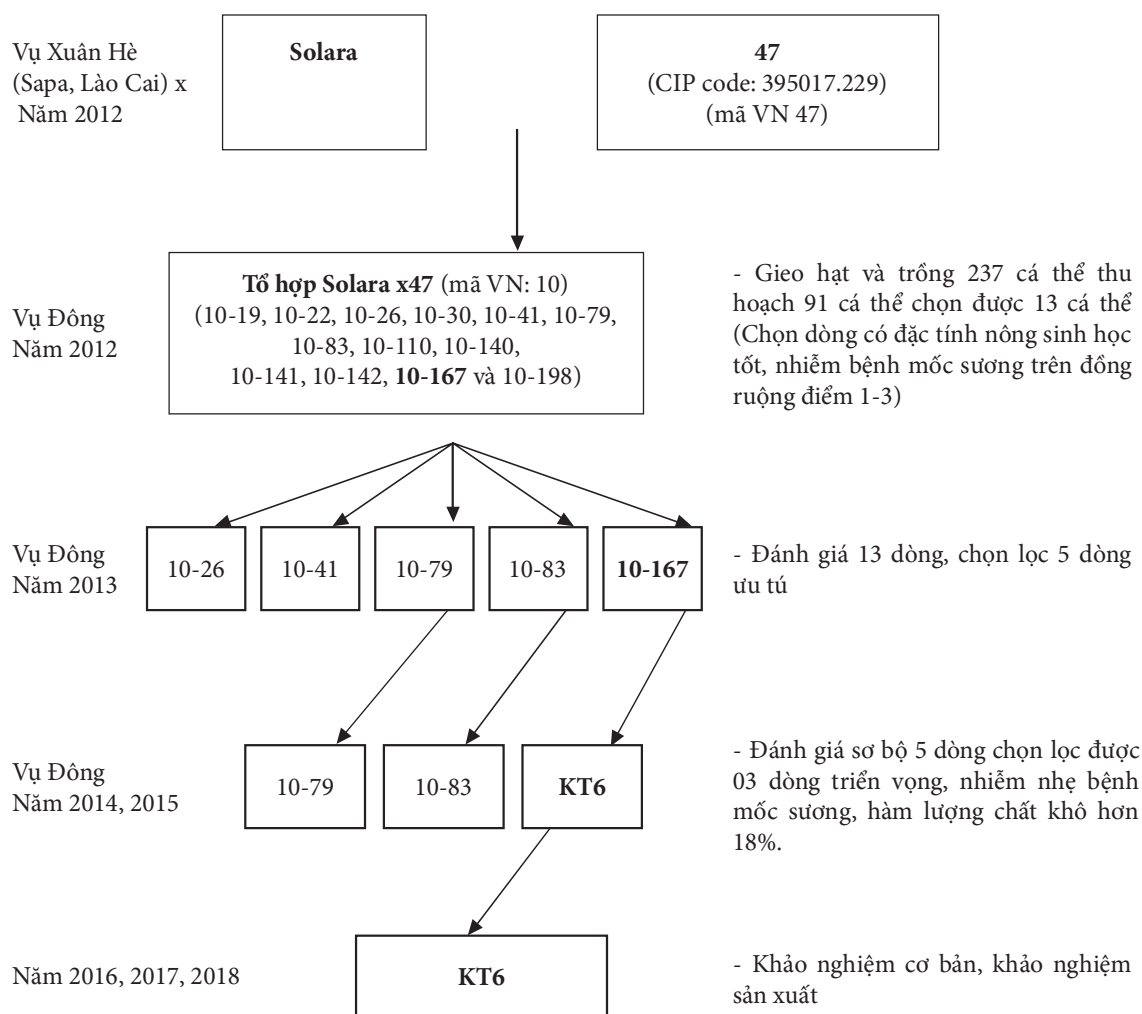 Vụ Xuân Hè
(Sapa, Lào Cai) x
Năm 2012
Solara
47
(CIP code: 395017.229)
(mã VN 47)
Vụ Đông
Năm 2012
Tổ hợp Solara x47 (mã VN: 10)
(10-19, 10-22, 10-26, 10-30, 10-41, 10-79,
10-83, 10-110, 10-140,
10-141, 10-142, 10-167 và 10-198)
- Gieo hạt và trồng 237 cá thể thu
hoạch 91 cá thể chọn được 13 cá thể
(Chọn dòng có đặc tính nông sinh học
tốt, nhiễm bệnh mốc sương trên đồng
ruộng điểm 1-3)
Vụ Đông
Năm 2013
10-26
10-41
10-79
10-83
10-167
- Đánh giá 13 dòng, chọn lọc 5 dòng
ưu tú
Vụ Đông
Năm 2014, 2015
10-79
10-83
KT6
- Đánh giá sơ bộ 5 dòng chọn lọc được
03 dòng triển vọng, nhiễm nhẹ bệnh
mốc sương, hàm lượng chất khô hơn
18%.
Năm 2016, 2017, 2018
KT6
- Khảo nghiệm cơ bản, khảo nghiệm
sản xuất